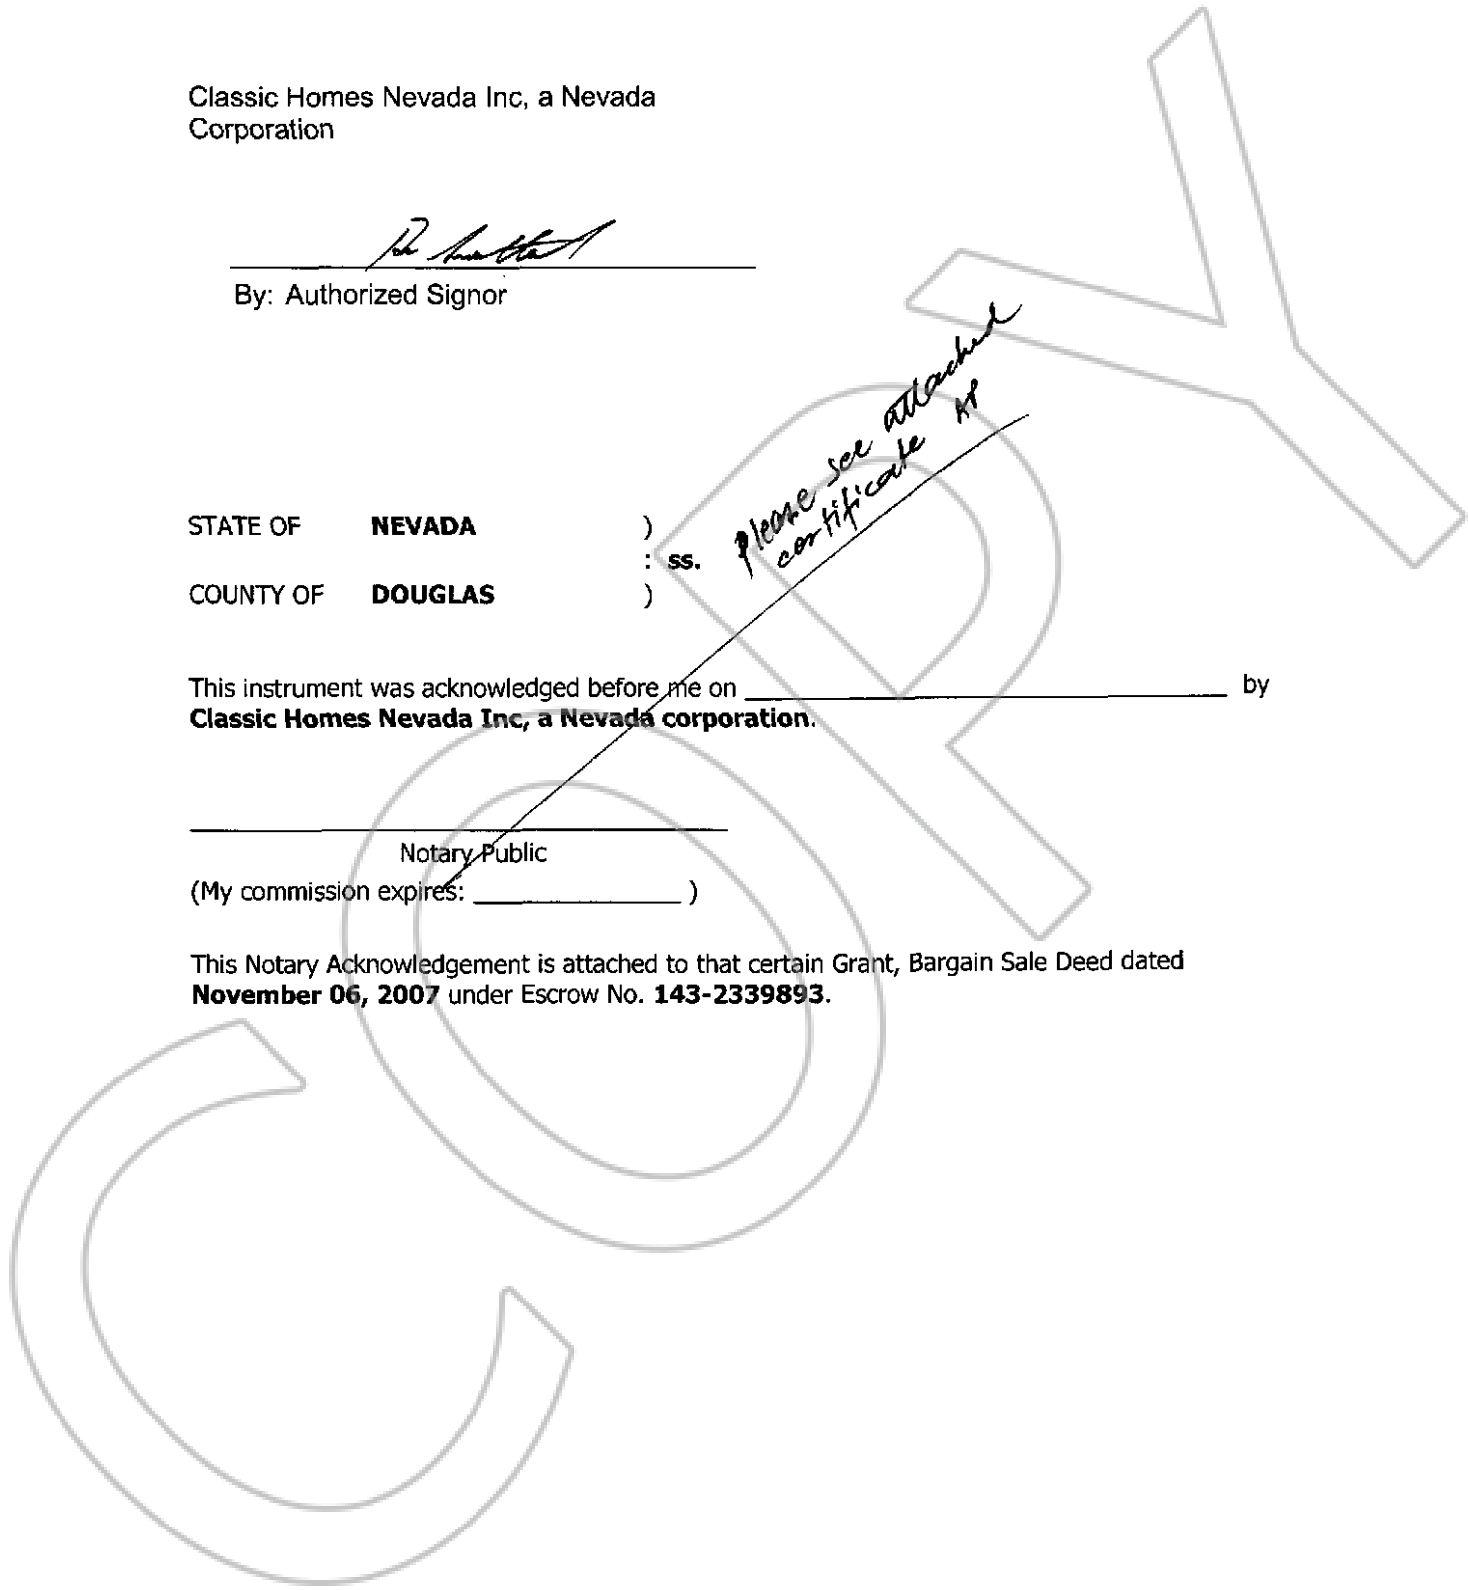 Classic Homes Nevada Inc, a Nevada
Corporation
By: Authorized Signor
please see attached
certificate AP
STATE OF NEVADA )
: ss.
COUNTY OF DOUGLAS )
This instrument was acknowledged before me on ____________ by
Classic Homes Nevada Inc, a Nevada corporation.
Notary Public
(My commission expires: ____________ )
This Notary Acknowledgement is attached to that certain Grant, Bargain Sale Deed dated
November 06, 2007 under Escrow No. 143-2339893.
COPY